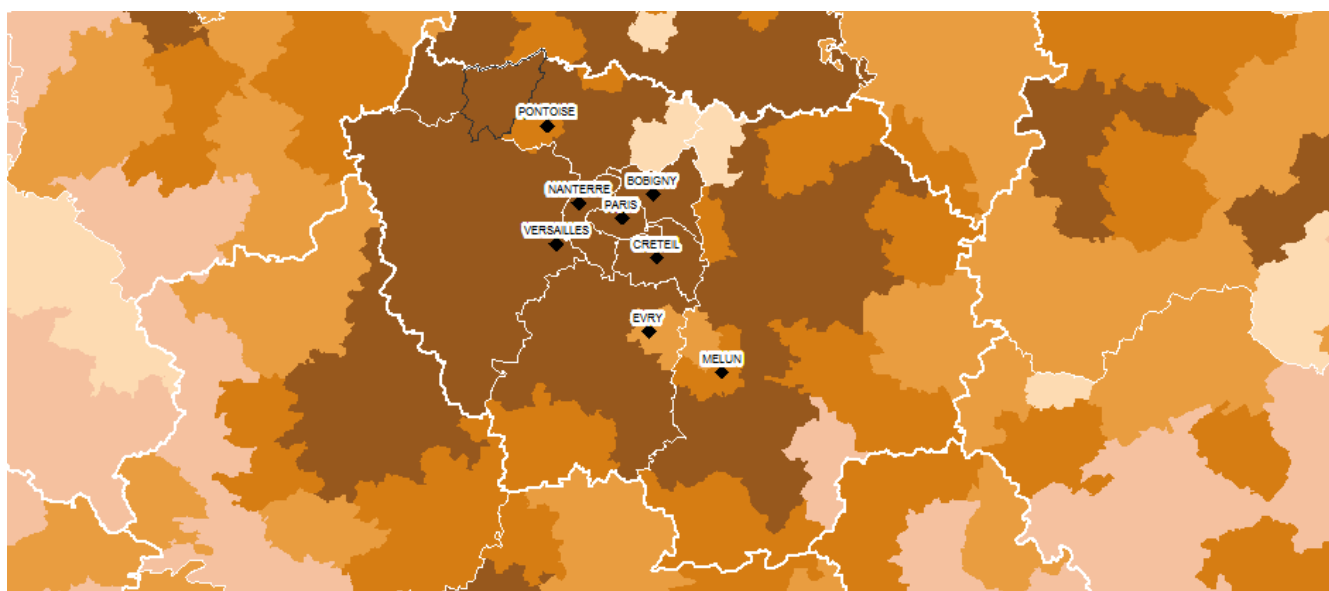 PONTOISE
BOBIGNY
NANTERRE
PARIS
VERSAILLES
CRETEIL
EVRY
MELUN